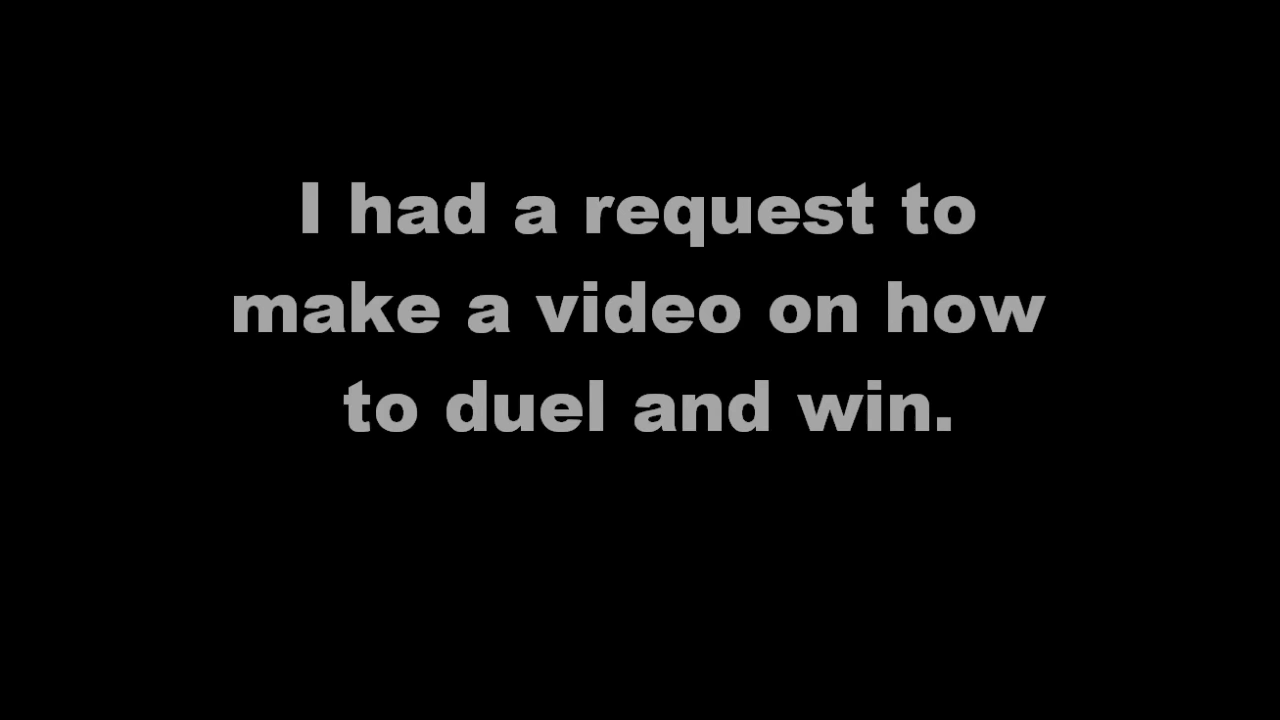 I had a request to
make a video on how
to duel and win.